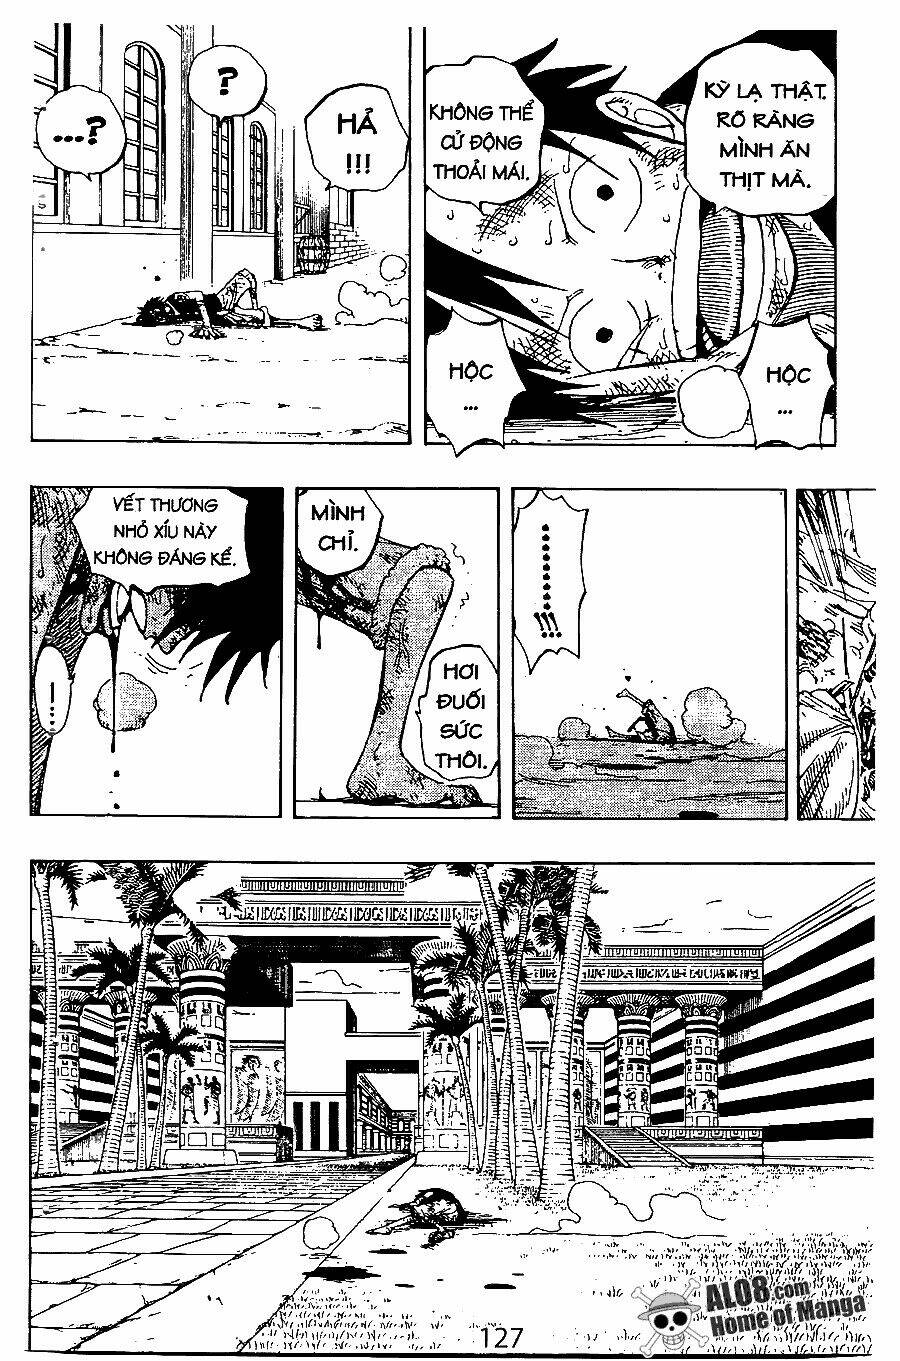 KỲ LẠ THẬT.
RÕ RÀNG
MÌNH ĂN
THỊT MÀ.
KHÔNG THỂ
CỬ ĐỘNG
THOẢI MÁI.
HỘC
...
HỘC
...
HẢ
!!!
?
...?
..........!!!
MÌNH
CHỈ.
HƠI
ĐUỐI
SỨC
THÔI.
VẾT THƯƠNG
NHỎ XÍU NÀY
KHÔNG ĐÁNG KỂ.
....!
127
ALO8.com
Home of Manga